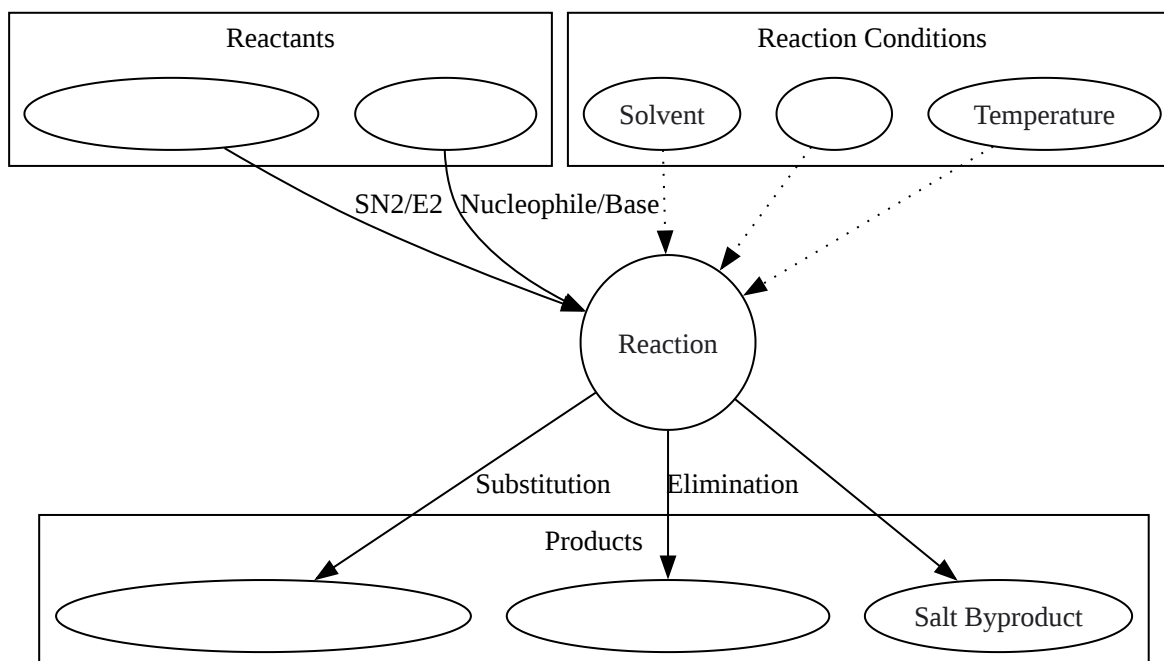 Reactants
Reaction Conditions
Solvent
Temperature
SN2/E2
Nucleophile/Base
Reaction
Substitution
Elimination
Products
Salt Byproduct